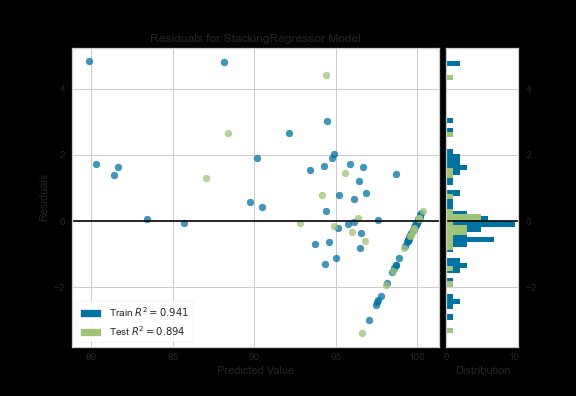 Residuals for StackingRegressor Model
Residuals
4
2
0
−2
80
85
90
95
100
Predicted Value
Train R² = 0.941
Test R² = 0.894
4
2
0
−2
0
10
Distribution